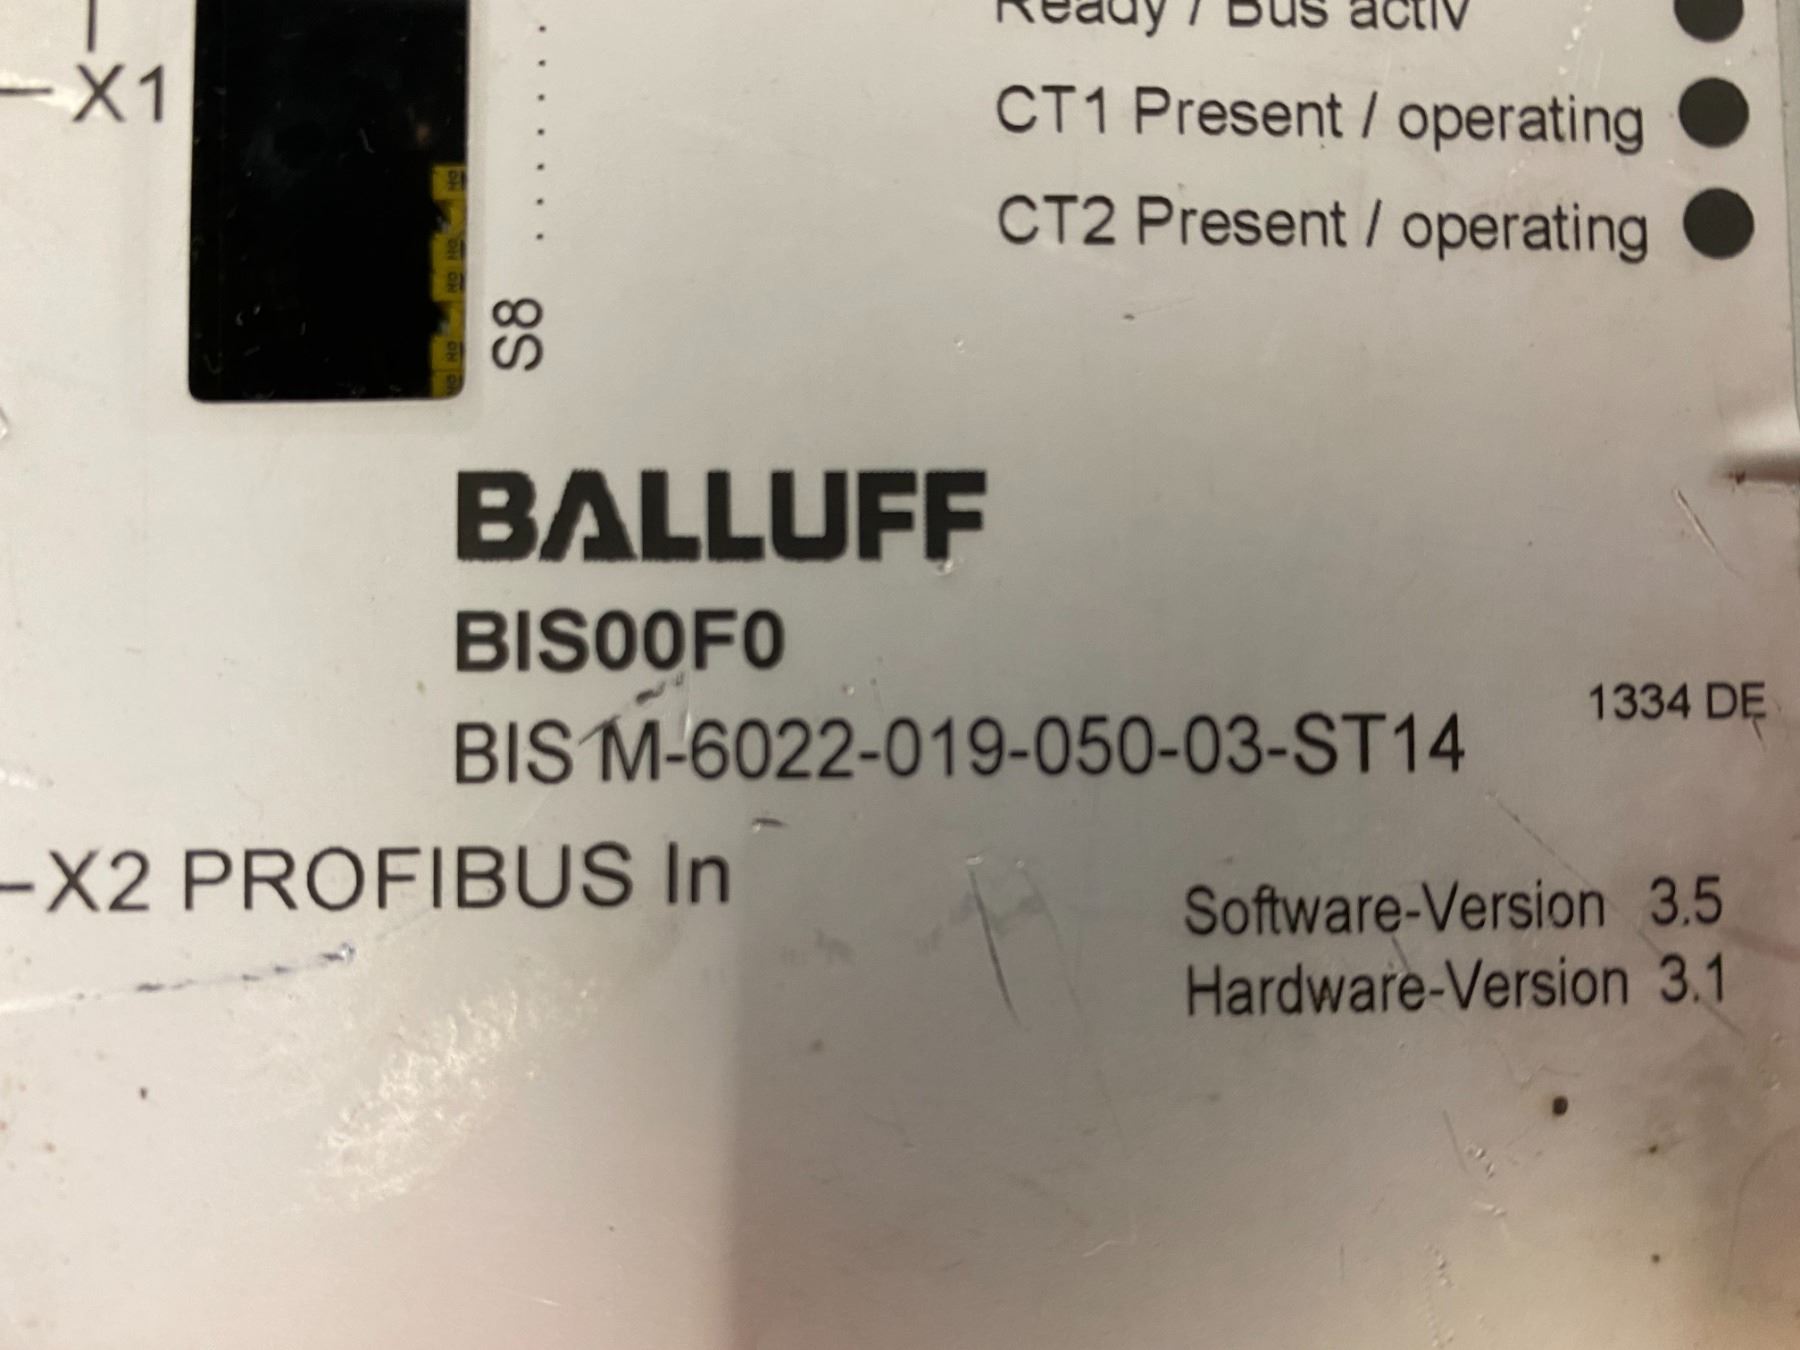 Ready / Bus activ
X1
CT1 Present / operating
CT2 Present / operating
S8
BALLUFF
BIS00F0
1334 DE
BIS M-6022-019-050-03-ST14
X2 PROFIBUS In
Software-Version 3.5
Hardware-Version 3.1